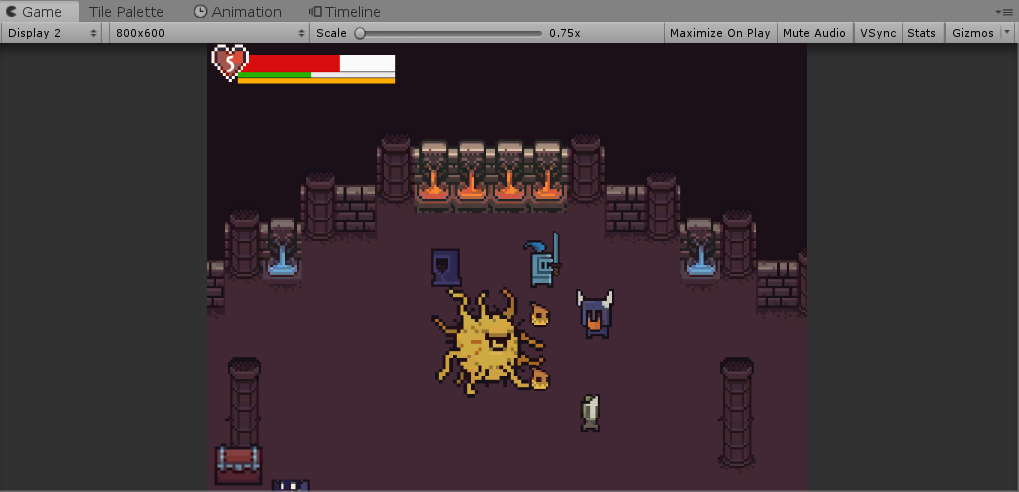 Game Tile Palette Animation Timeline
Display 2 800x600 Scale 0.75x Maximize On Play Mute Audio VSync Stats Gizmos
5